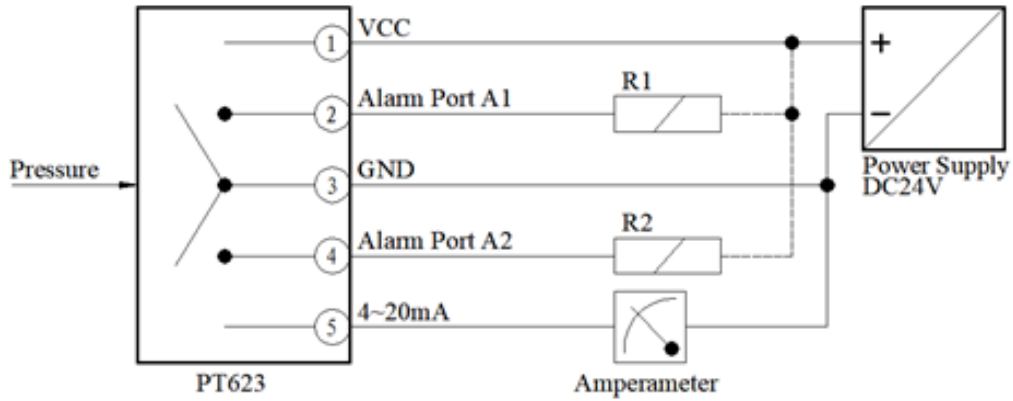 1
VCC
+
R1
2
Alarm Port A1
−
Pressure
3
GND
Power Supply
DC24V
R2
4
Alarm Port A2
5
4~20mA
PT623
Amperameter